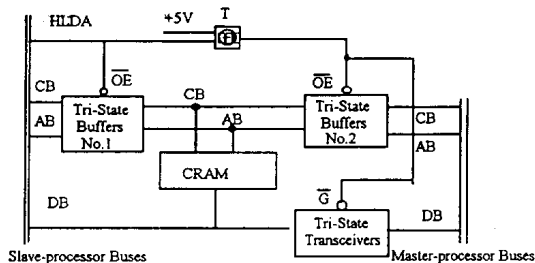 HLDA
+5V
T
OE
OE
CB
CB
CB
AB
AB
AB
Tri-State
Buffers
No.1
Tri-State
Buffers
No.2
CRAM
DB
G
DB
Tri-State
Transceivers
Slave-processor Buses
Master-processor Buses